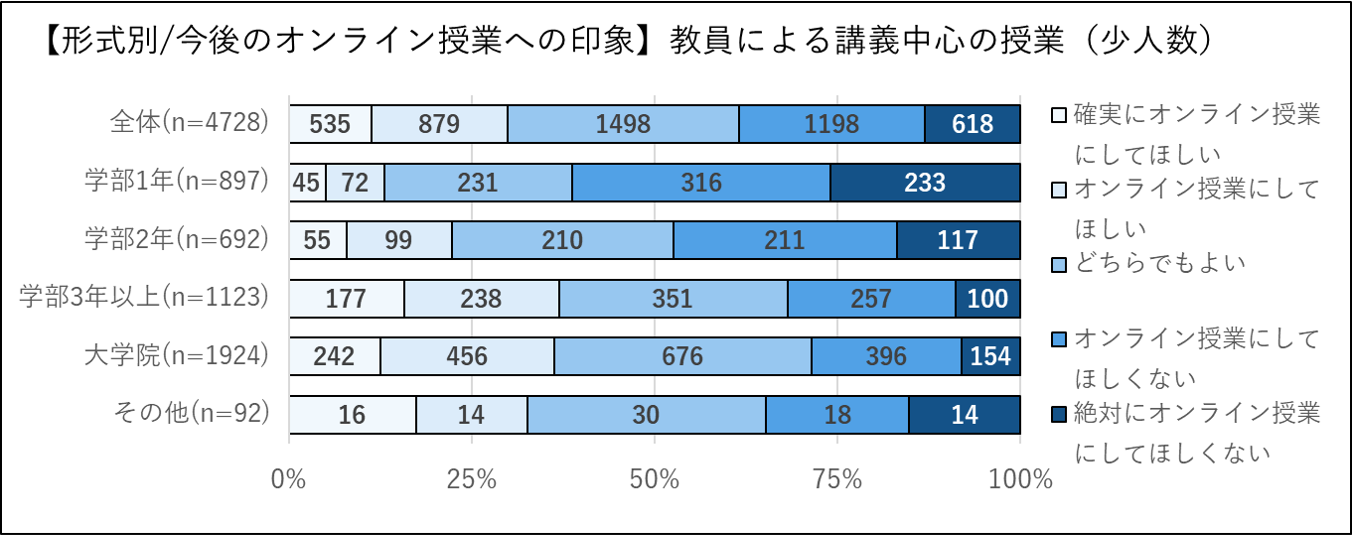 【形式別/今後のオンライン授業への印象】教員による講義中心の授業（少人数）
全体(n=4728) 535 879 1498 1198 618
学部1年(n=897) 45 72 231 316 233
学部2年(n=692) 55 99 210 211 117
学部3年以上(n=1123) 177 238 351 257 100
大学院(n=1924) 242 456 676 396 154
その他(n=92) 16 14 30 18 14
0% 25% 50% 75% 100%
確実にオンライン授業
にしてほしい
オンライン授業にして
ほしい
どちらでもよい
オンライン授業にして
ほしくない
絶対にオンライン授業
にしてほしくない